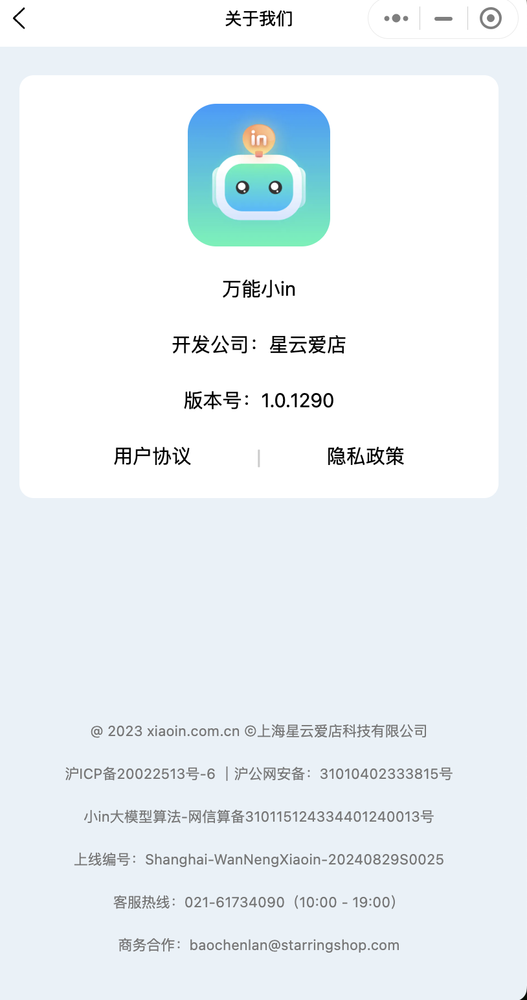 关于我们
in
万能小in
开发公司：星云爱店
版本号：1.0.1290
用户协议 | 隐私政策
@ 2023 xiaoin.com.cn ©上海星云爱店科技有限公司
沪ICP备20022513号-6 | 沪公网安备：31010402333815号
小in大模型算法-网信算备310115124334401240013号
上线编号：Shanghai-WanNengXiaoin-20240829S0025
客服热线：021-61734090（10:00 - 19:00）
商务合作：baochenlan@starringshop.com